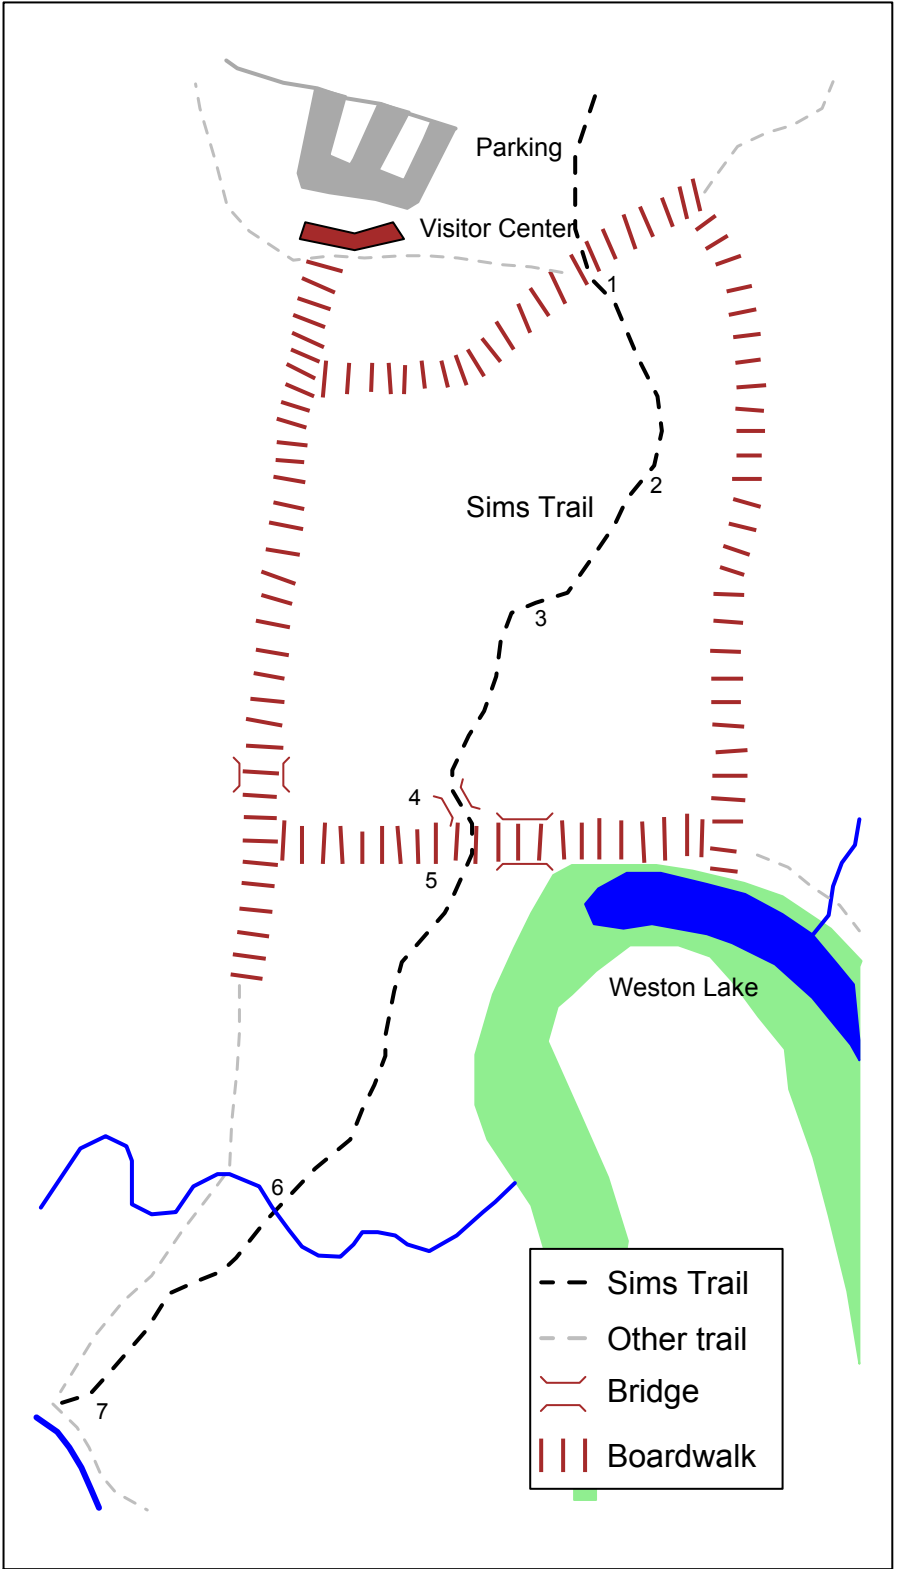 Parking
Visitor Center
1
2
Sims Trail
3
4
5
Weston Lake
6
7
Sims Trail
Other trail
Bridge
Boardwalk